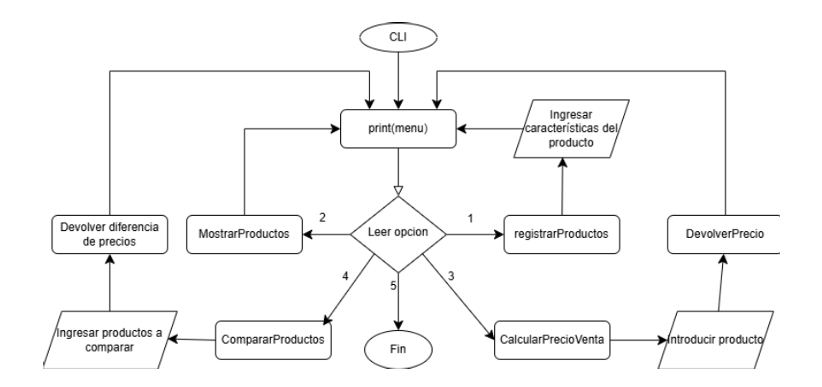 CLI
print(menu)
Ingresar
características del
producto
Devolver diferencia
de precios
MostrarProductos
2
Leer opcion
1
registrarProductos
DevolverPrecio
4
5
3
Ingresar productos a
comparar
CompararProductos
Fin
CalcularPrecioVenta
Introducir producto